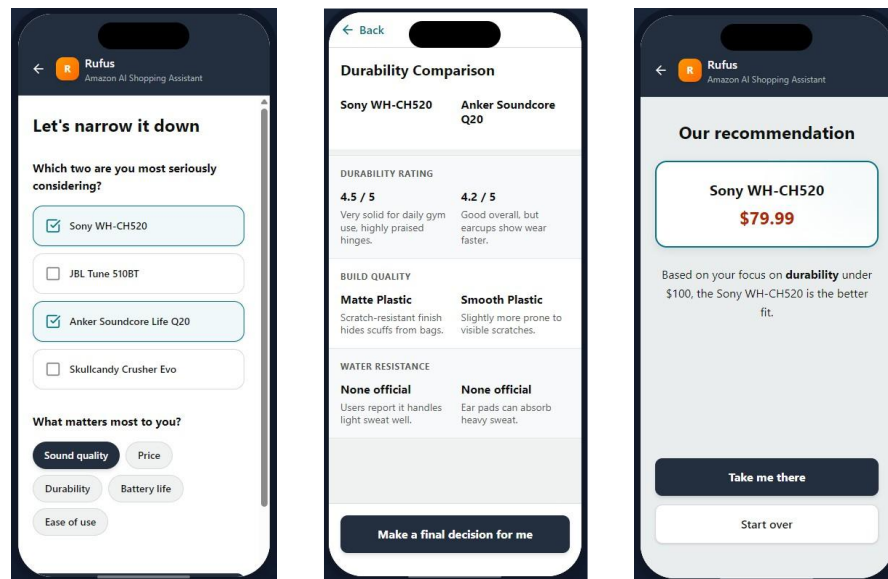 R
Rufus
Amazon AI Shopping Assistant
Let's narrow it down
Which two are you most seriously
considering?
Sony WH-CH520
JBL Tune 510BT
Anker Soundcore Life Q20
Skullcandy Crusher Evo
What matters most to you?
Sound quality
Price
Durability
Battery life
Ease of use
Back
Durability Comparison
Sony WH-CH520
Anker Soundcore
Q20
DURABILITY RATING
4.5 / 5
Very solid for daily gym
use, highly praised
hinges.
4.2 / 5
Good overall, but
earcups show wear
faster.
BUILD QUALITY
Matte Plastic
Scratch-resistant finish
hides scuffs from bags.
Smooth Plastic
Slightly more prone to
visible scratches.
WATER RESISTANCE
None official
Users report it handles
light sweat well.
None official
Ear pads can absorb
heavy sweat.
Make a final decision for me
R
Rufus
Amazon AI Shopping Assistant
Our recommendation
Sony WH-CH520
$79.99
Based on your focus on durability under
$100, the Sony WH-CH520 is the better
fit.
Take me there
Start over